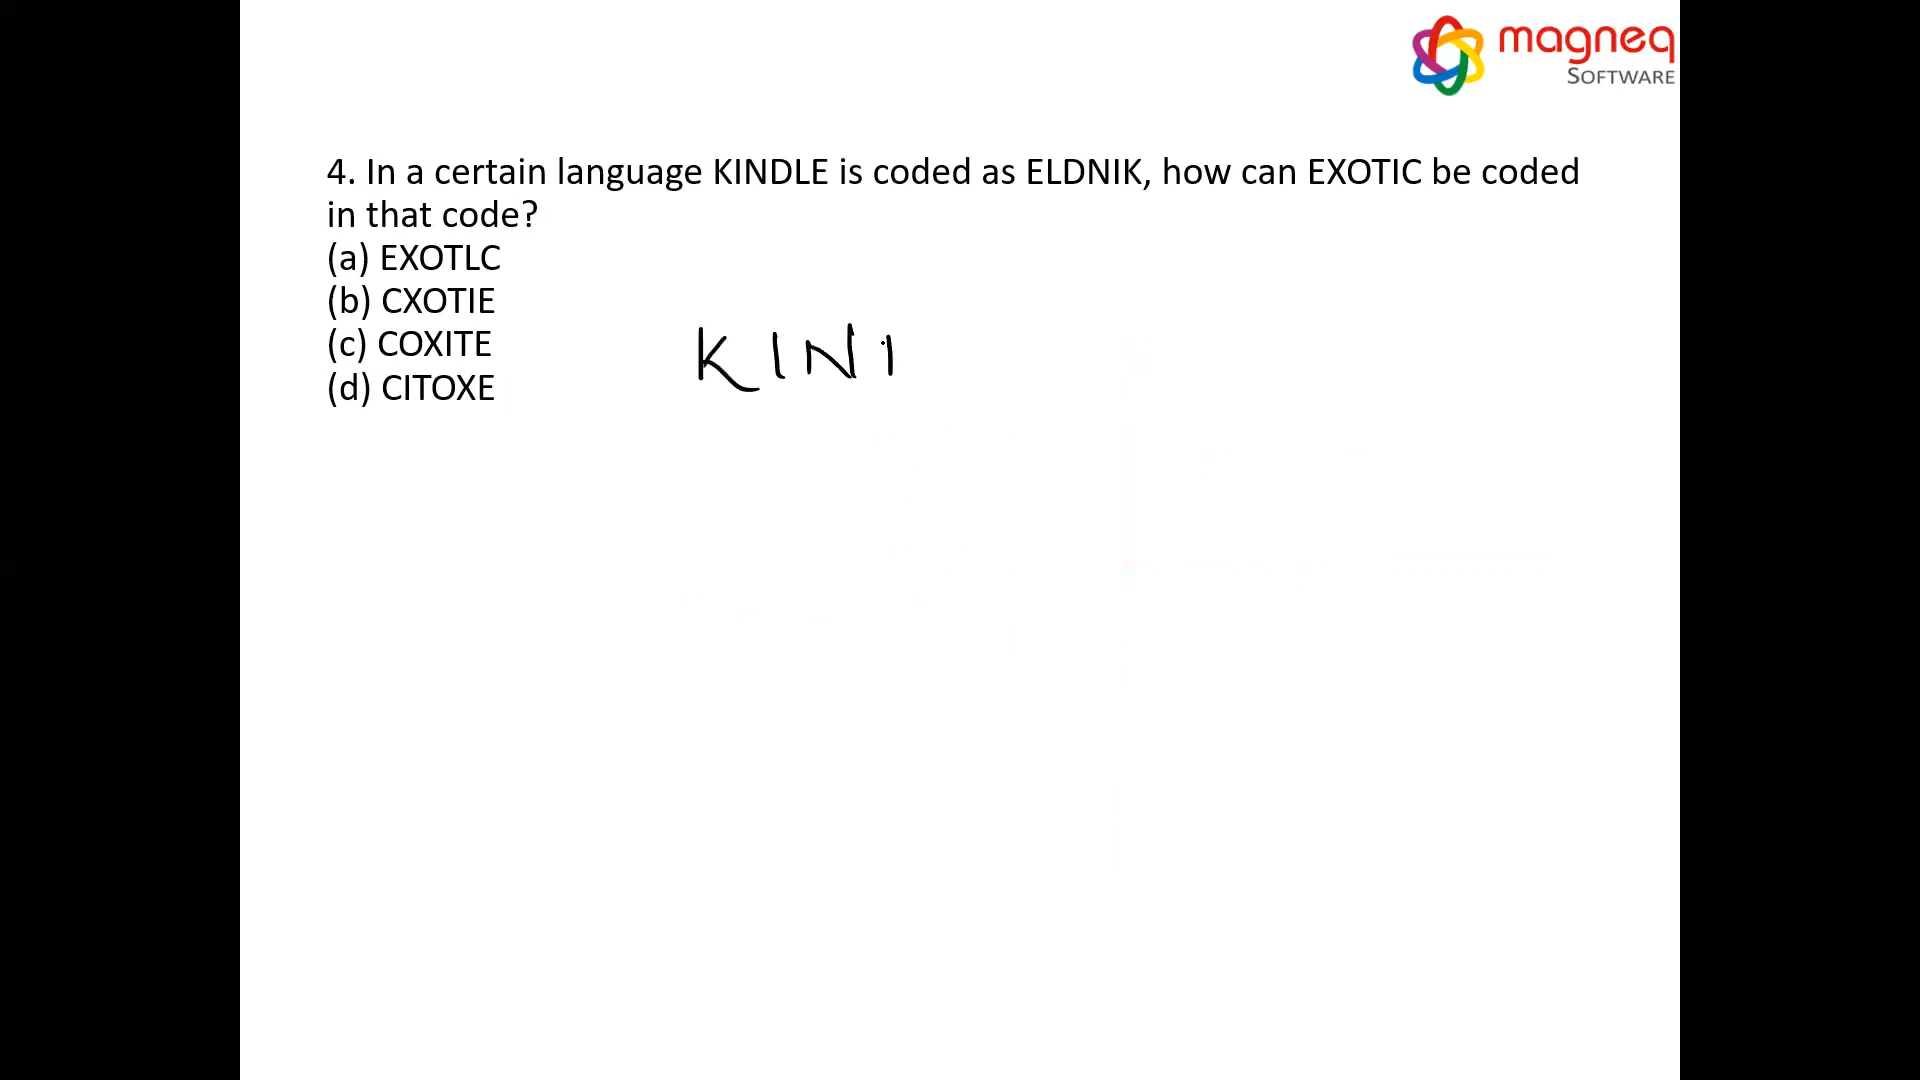 magneq
SOFTWARE
4. In a certain language KINDLE is coded as ELDNIK, how can EXOTIC be coded
in that code?
(a) EXOTLC
(b) CXOTIE
(c) COXITE
(d) CITOXE
KINI